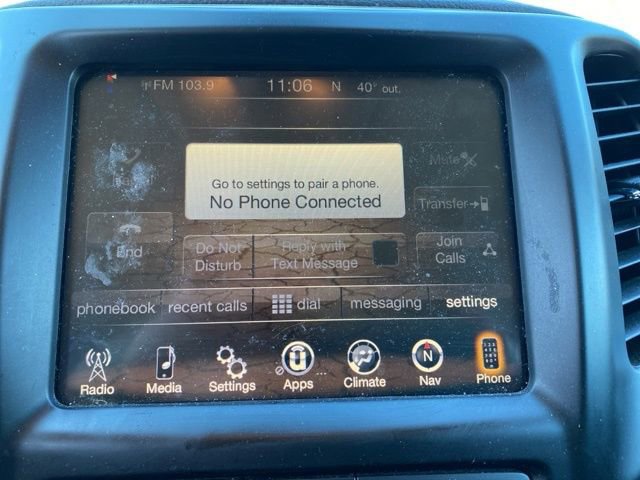 FM 103.9 11:06 N 40° out.
Go to settings to pair a phone.
No Phone Connected
Mute
Transfer
End
Do Not
Disturb
Reply with
Text Message
Join
Calls
phonebook recent calls dial messaging settings
Radio Media Settings Apps Climate Nav Phone
N